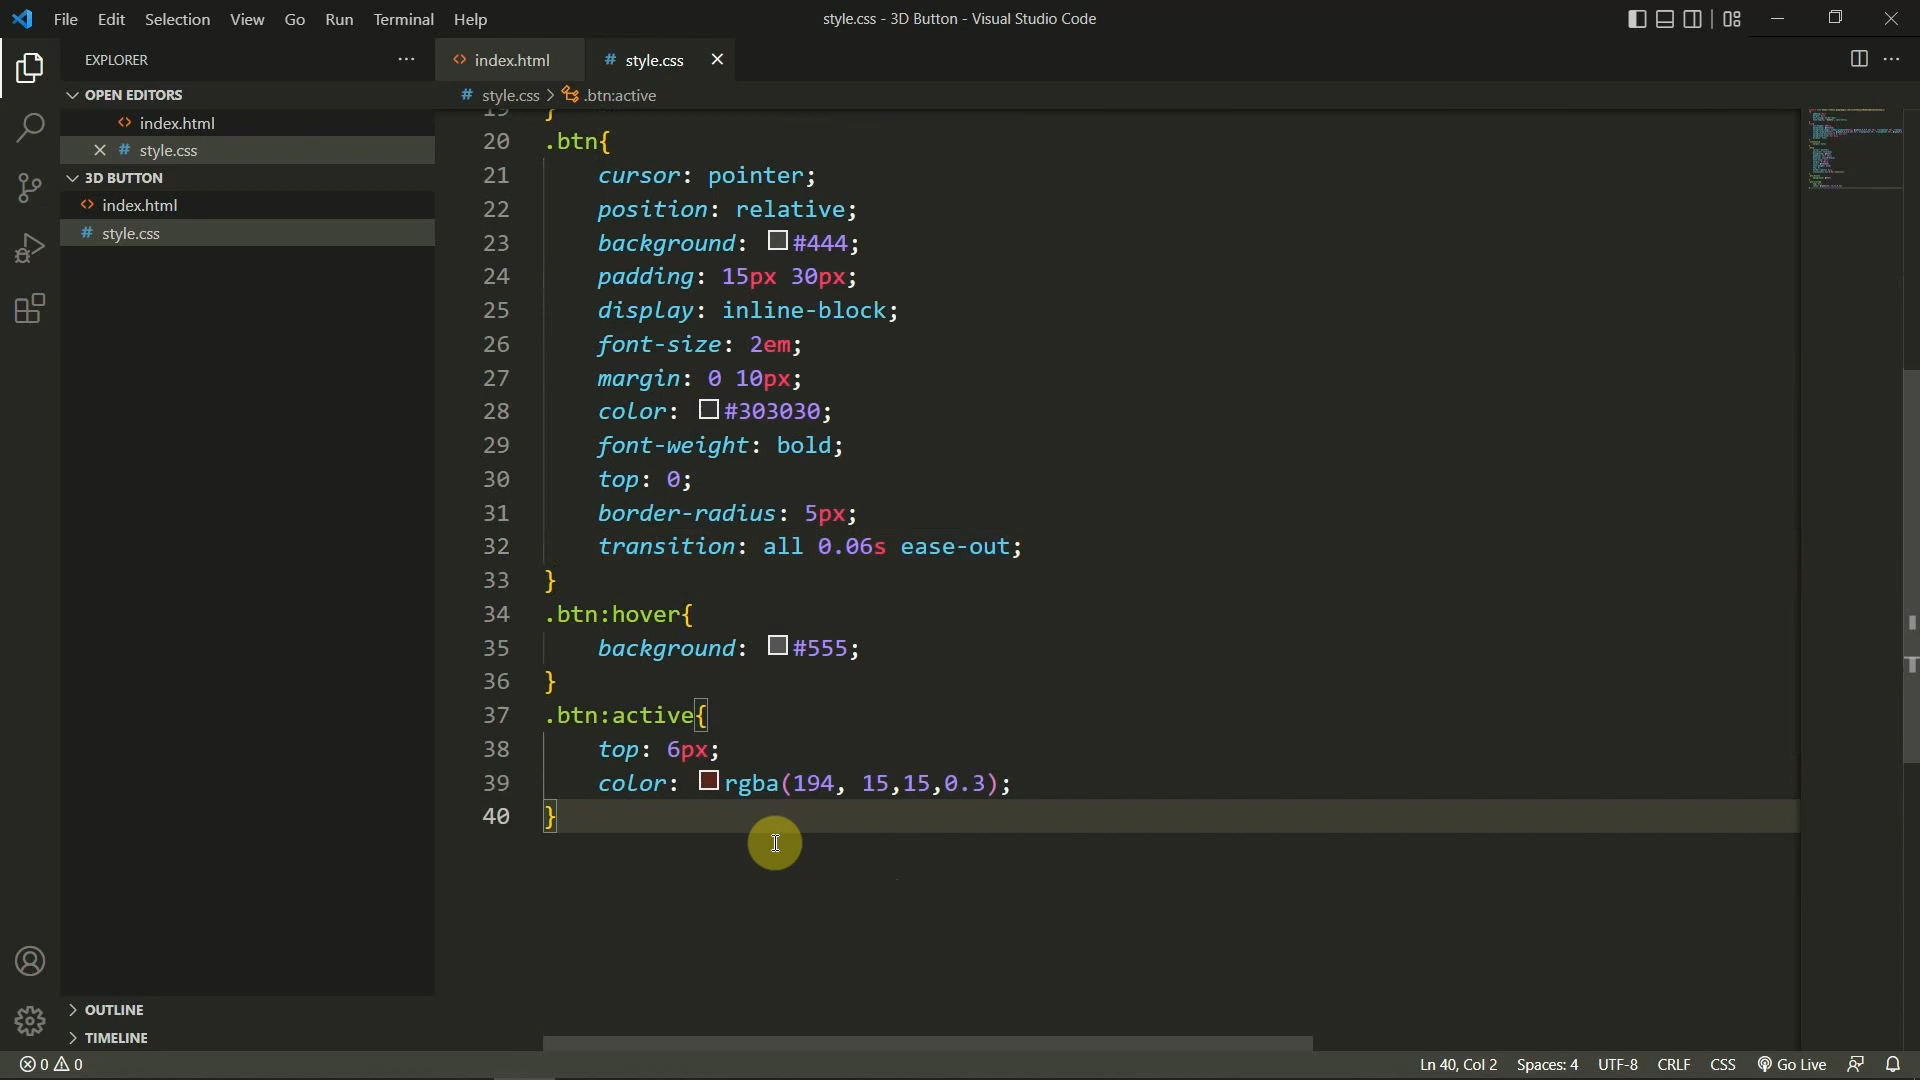 File Edit Selection View Go Run Terminal Help
style.css - 3D Button - Visual Studio Code
EXPLORER
OPEN EDITORS
index.html
style.css
3D BUTTON
index.html
style.css
OUTLINE
TIMELINE
index.html
# style.css
# style.css > .btn:active
19 }
20 .btn{
21 cursor: pointer;
22 position: relative;
23 background: #444;
24 padding: 15px 30px;
25 display: inline-block;
26 font-size: 2em;
27 margin: 0 10px;
28 color: #303030;
29 font-weight: bold;
30 top: 0;
31 border-radius: 5px;
32 transition: all 0.06s ease-out;
33 }
34 .btn:hover{
35 background: #555;
36 }
37 .btn:active{
38 top: 6px;
39 color: rgba(194, 15,15,0.3);
40 }
0 0
Ln 40, Col 2 Spaces: 4 UTF-8 CRLF CSS Go Live